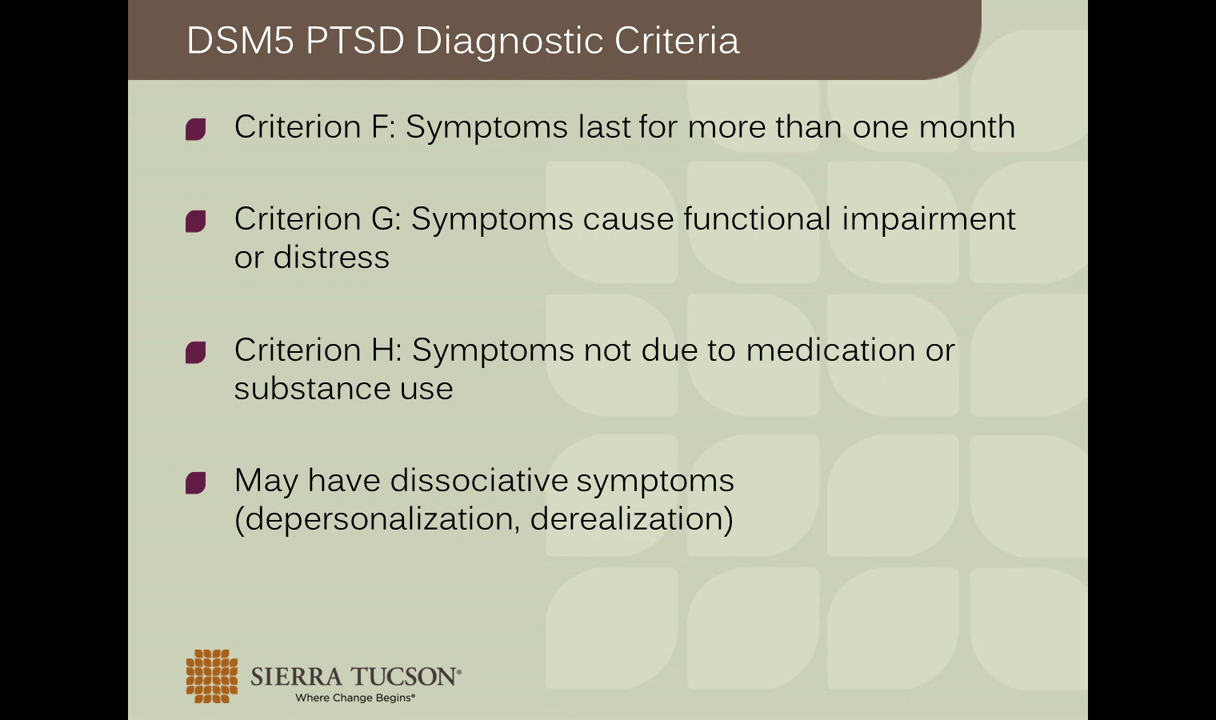 DSM5 PTSD Diagnostic Criteria
Criterion F: Symptoms last for more than one month
Criterion G: Symptoms cause functional impairment
or distress
Criterion H: Symptoms not due to medication or
substance use
May have dissociative symptoms
(depersonalization, derealization)
SIERRA TUCSON®
Where Change Begins®